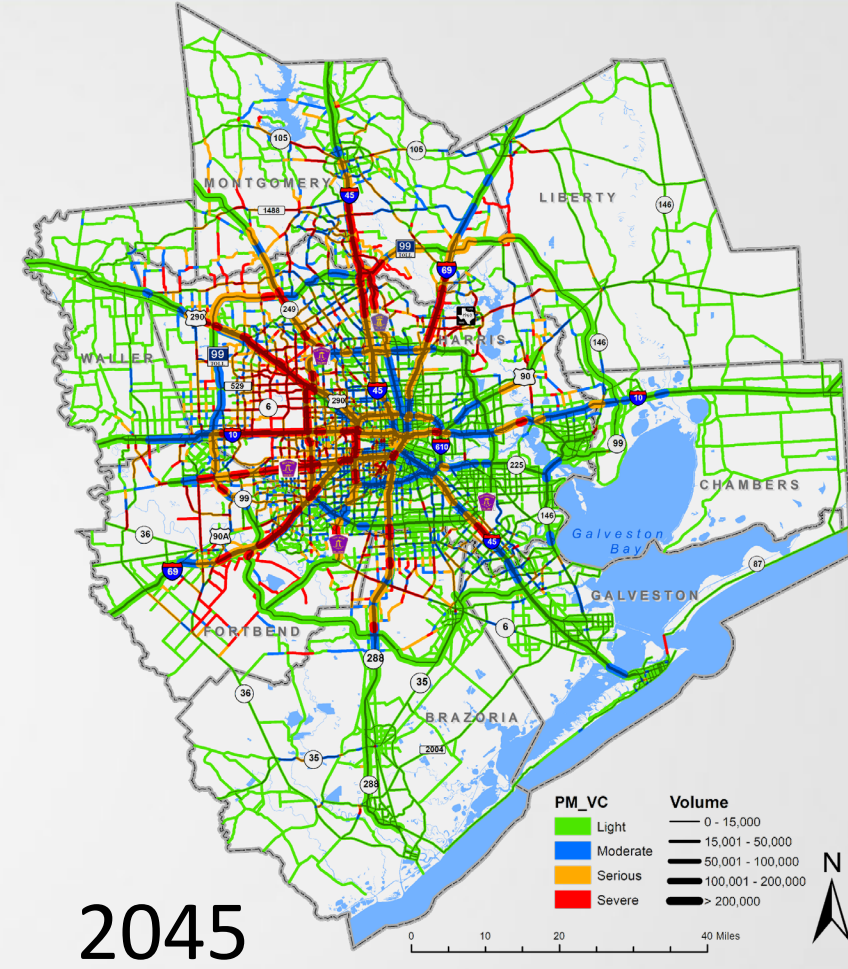 105
105
MONTGOMERY
45
1488
LIBERTY
146
99
TOLL
69
290
249
HARRIS
WALLER
99
TOLL
529
146
90
6
290
45
10
10
610
99
225
CHAMBERS
99
146
36
90A
45
Galveston
Bay
69
87
GALVESTON
6
FORTBEND
288
36
35
BRAZORIA
35
2004
288
PM_VC
Light
Moderate
Serious
Severe
Volume
0 - 15,000
15,001 - 50,000
50,001 - 100,000
100,001 - 200,000
> 200,000
N
2045
0 10 20 40 Miles